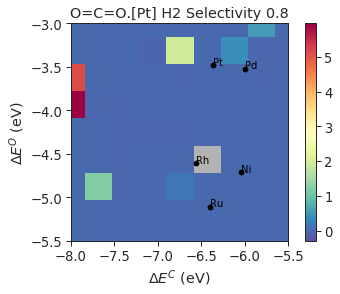 O=C=O.[Pt] H2 Selectivity 0.8
−3.0
−3.5
−4.0
−4.5
−5.0
−5.5
ΔE^O (eV)
Pt
Pd
Rh
Ni
Ru
−8.0 −7.5 −7.0 −6.5 −6.0 −5.5
ΔE^C (eV)
6
5
4
3
2
1
0